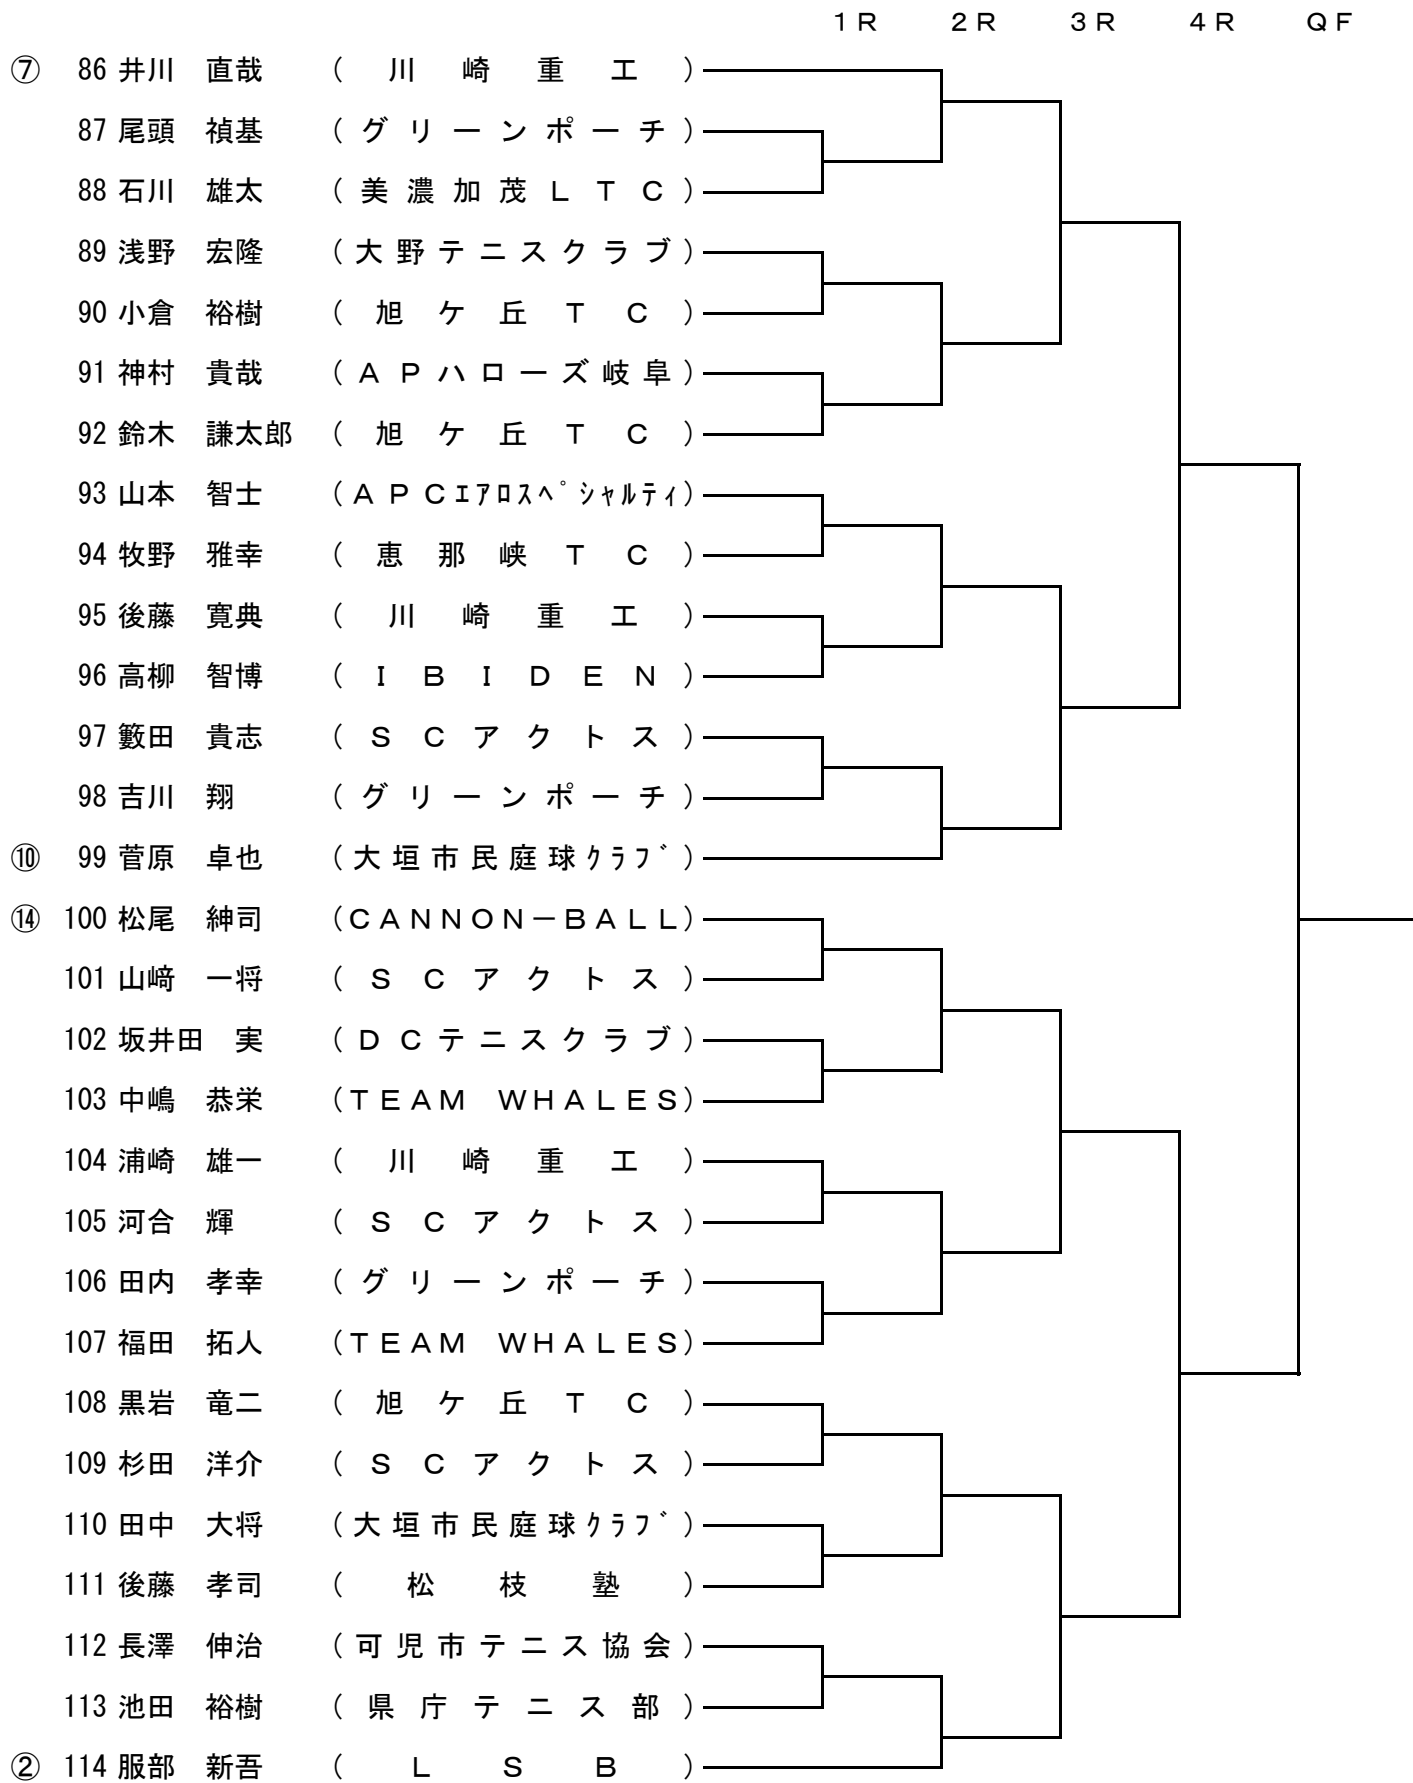 １Ｒ ２Ｒ ３Ｒ ４Ｒ ＱＦ
⑦ 86 井川　直哉 （川崎重工）
87 尾頭　禎基 （グリーンポーチ）
88 石川　雄太 （美濃加茂ＬＴＣ）
89 浅野　宏隆 （大野テニスクラブ）
90 小倉　裕樹 （旭ケ丘ＴＣ）
91 神村　貴哉 （ＡＰハローズ岐阜）
92 鈴木　謙太郎 （旭ケ丘ＴＣ）
93 山本　智士 （ＡＰＣｴｱﾛｽﾍﾟｼｬﾙﾃｨ）
94 牧野　雅幸 （恵那峡ＴＣ）
95 後藤　寛典 （川崎重工）
96 高柳　智博 （ＩＢＩＤＥＮ）
97 籔田　貴志 （ＳＣアクトス）
98 吉川　翔 （グリーンポーチ）
⑩ 99 菅原　卓也 （大垣市民庭球ｸﾗﾌﾞ）
⑭ 100 松尾　紳司 （ＣＡＮＮＯＮ－ＢＡＬＬ）
101 山﨑　一将 （ＳＣアクトス）
102 坂井田　実 （ＤＣテニスクラブ）
103 中嶋　恭栄 （ＴＥＡＭ　ＷＨＡＬＥＳ）
104 浦崎　雄一 （川崎重工）
105 河合　輝 （ＳＣアクトス）
106 田内　孝幸 （グリーンポーチ）
107 福田　拓人 （ＴＥＡＭ　ＷＨＡＬＥＳ）
108 黒岩　竜二 （旭ケ丘ＴＣ）
109 杉田　洋介 （ＳＣアクトス）
110 田中　大将 （大垣市民庭球ｸﾗﾌﾞ）
111 後藤　孝司 （松枝塾）
112 長澤　伸治 （可児市テニス協会）
113 池田　裕樹 （県庁テニス部）
② 114 服部　新吾 （ＬＳＢ）